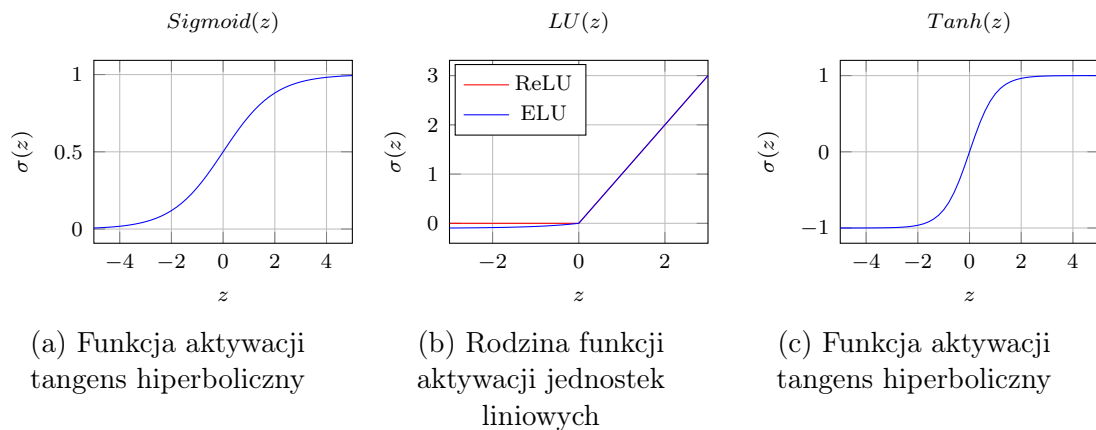 Sigmoid(z)
1
0.5
0
σ(z)
−4 −2 0 2 4
z
(a) Funkcja aktywacji
tangens hiperboliczny
LU(z)
ReLU
ELU
3
2
1
0
σ(z)
−2 0 2
z
(b) Rodzina funkcji
aktywacji jednostek
liniowych
Tanh(z)
1
0
−1
σ(z)
−4 −2 0 2 4
z
(c) Funkcja aktywacji
tangens hiperboliczny